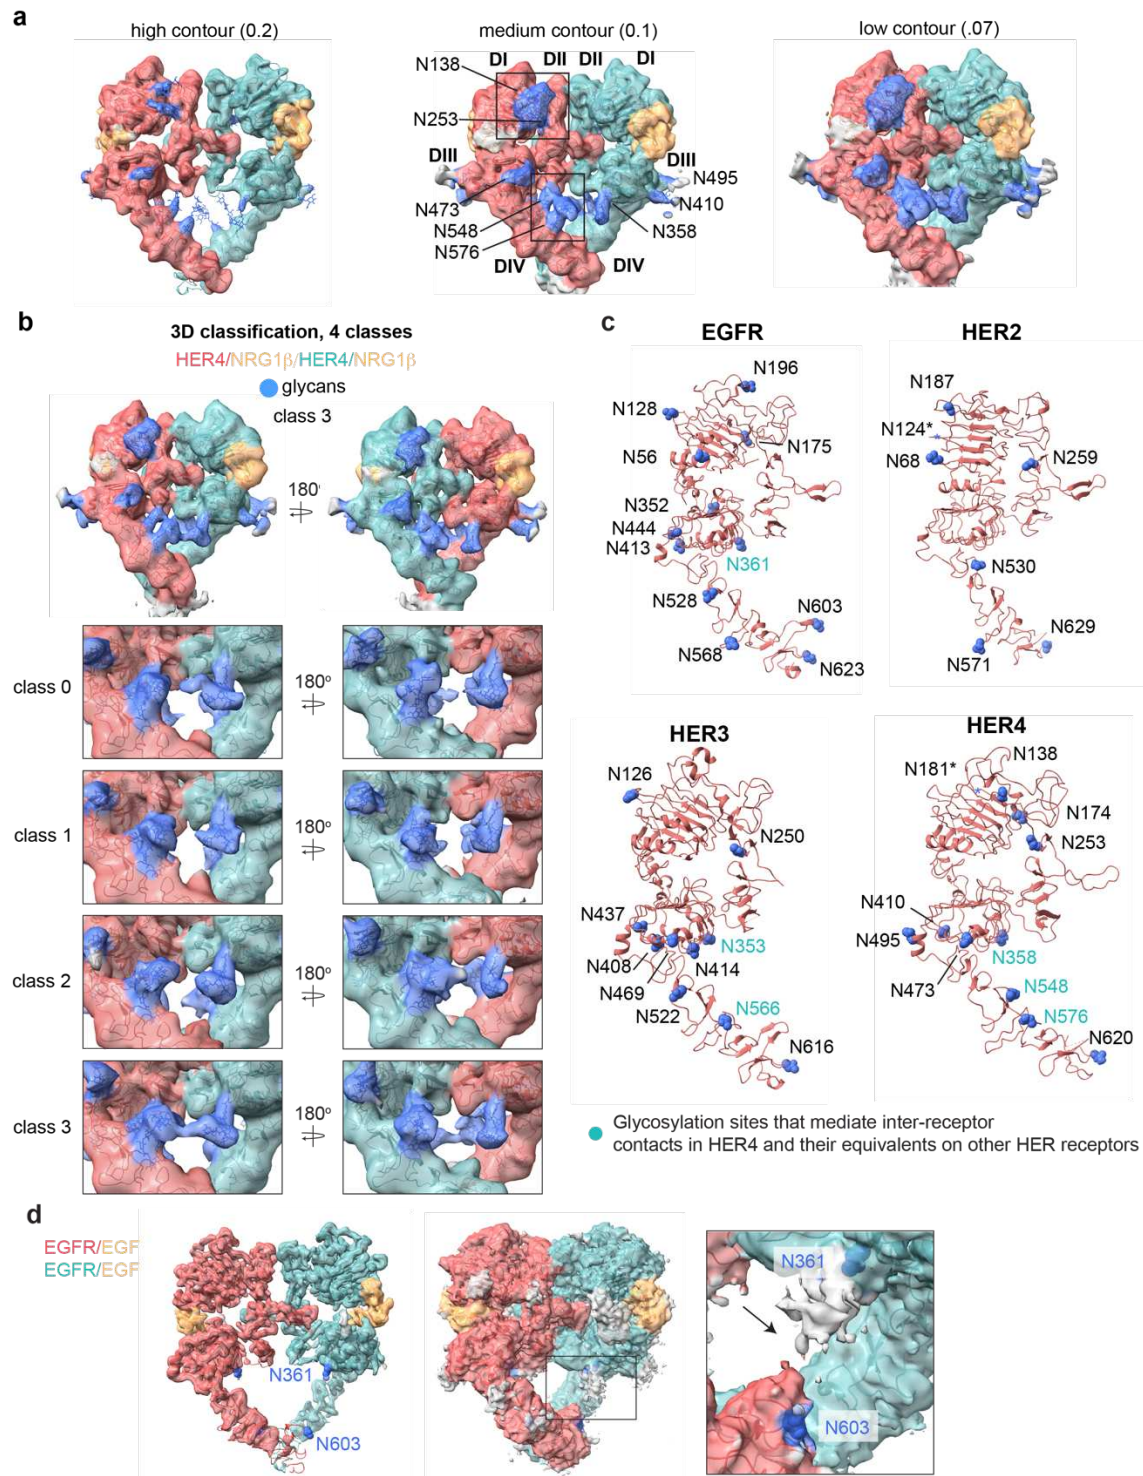 a
high contour (0.2)
medium contour (0.1)
low contour (.07)
DI
DII
DII
DI
N138
N253
DIII
DIII
N495
N473
N410
N548
N358
N576
DIV
DIV
b
3D classification, 4 classes
HER4/NRG1β/HER4/NRG1β
glycans
class 3
180°
class 0
180°
class 1
180°
class 2
180°
class 3
180°
c
EGFR
N196
N128
N175
N56
N352
N444
N413
N361
N528
N603
N568
N623
HER2
N187
N124*
N68
N259
N530
N629
N571
HER3
N126
N250
N437
N353
N408
N414
N469
N522
N566
N616
HER4
N138
N181*
N174
N253
N410
N495
N358
N473
N548
N576
N620
Glycosylation sites that mediate inter-receptor
contacts in HER4 and their equivalents on other HER receptors
d
EGFR/EGF
EGFR/EGF
N361
N603
N361
N603